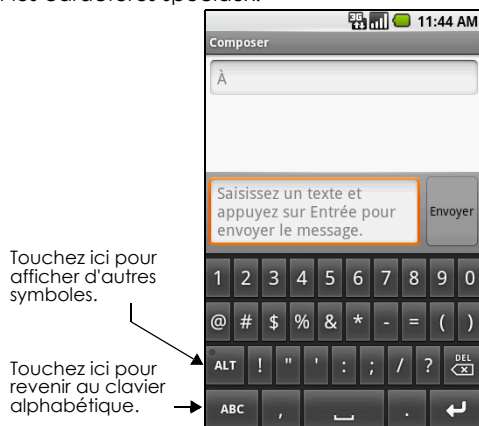 les caractères spéciaux.
3G 11:44 AM
Composer
À
Saisissez un texte et
appuyez sur Entrée pour
envoyer le message.
Envoyer
1 2 3 4 5 6 7 8 9 0
@ # $ % & * - = ( )
Touchez ici pour
afficher d'autres
symboles.
ALT ! " ' : ; / ? DEL
Touchez ici pour
revenir au clavier
alphabétique.
ABC , .